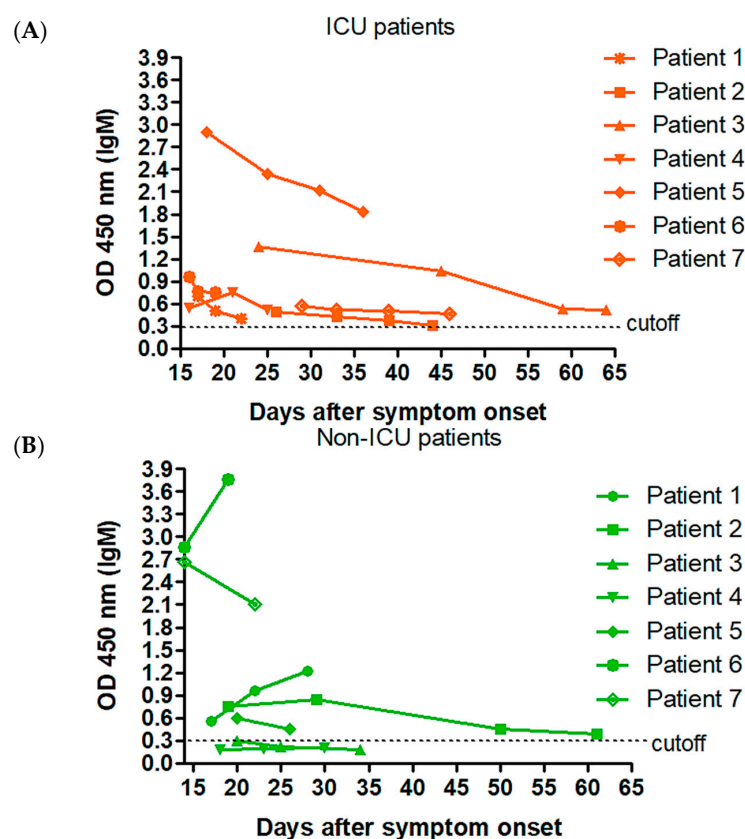 (A)
ICU patients
OD 450 nm (IgM)
3.9
3.6
3.3
3.0
2.7
2.4
2.1
1.8
1.5
1.2
0.9
0.6
0.3
0.0
cutoff
15 20 25 30 35 40 45 50 55 60 65
Days after symptom onset
Patient 1
Patient 2
Patient 3
Patient 4
Patient 5
Patient 6
Patient 7
(B)
Non-ICU patients
OD 450 nm (IgM)
3.9
3.6
3.3
3.0
2.7
2.4
2.1
1.8
1.5
1.2
0.9
0.6
0.3
0.0
cutoff
15 20 25 30 35 40 45 50 55 60 65
Days after symptom onset
Patient 1
Patient 2
Patient 3
Patient 4
Patient 5
Patient 6
Patient 7